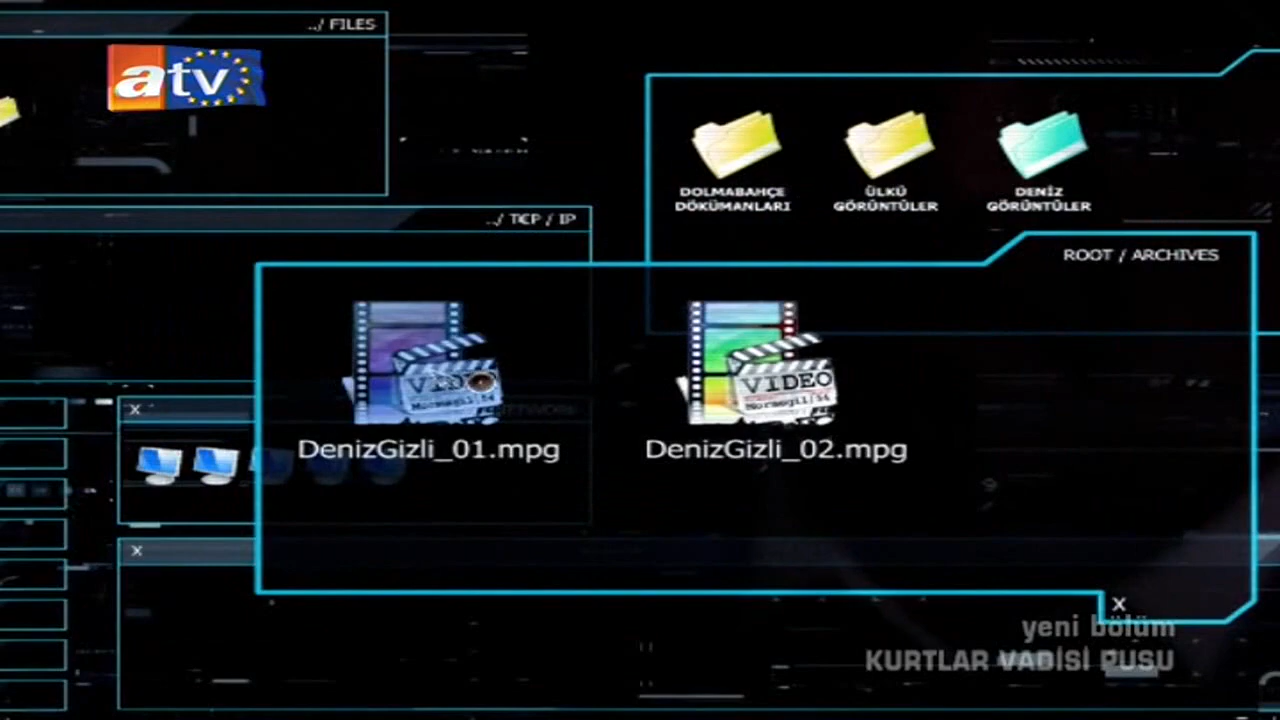 ../ FILES
atv
DOLMABAHÇE
DÖKÜMANLARI
ÜLKÜ
GÖRÜNTÜLER
DENİZ
GÖRÜNTÜLER
../ TCP / IP
ROOT / ARCHIVES
VIDEO
VIDEO
DenizGizli_01.mpg
DenizGizli_02.mpg
X
X
X
yeni bölüm
KURTLAR VADİSİ PUSU